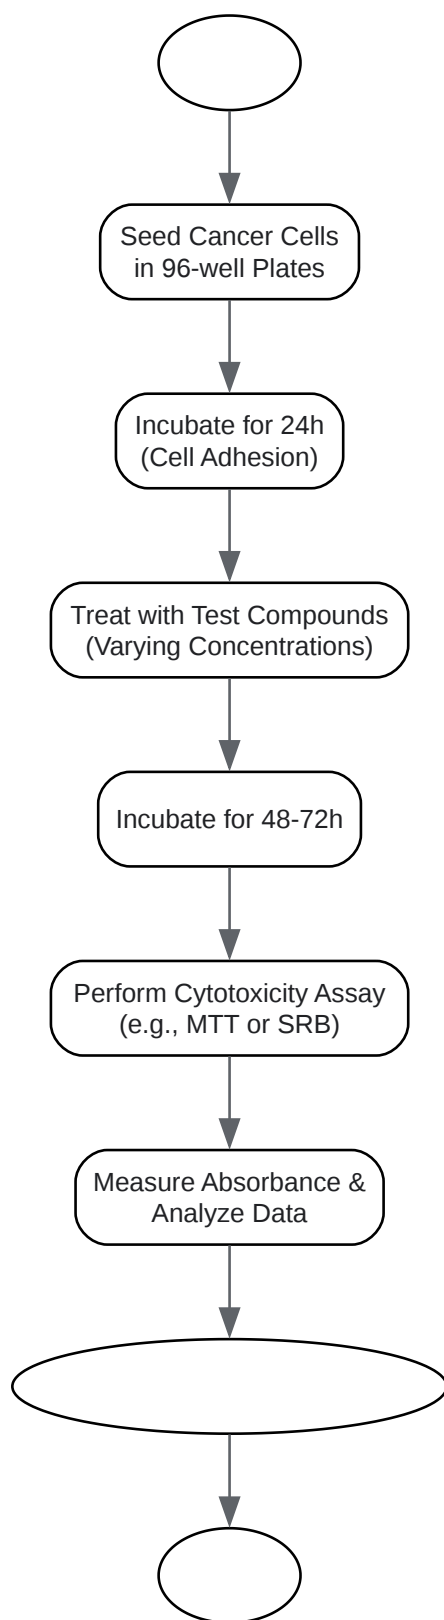 Seed Cancer Cells
in 96-well Plates
Incubate for 24h
(Cell Adhesion)
Treat with Test Compounds
(Varying Concentrations)
Incubate for 48-72h
Perform Cytotoxicity Assay
(e.g., MTT or SRB)
Measure Absorbance &
Analyze Data